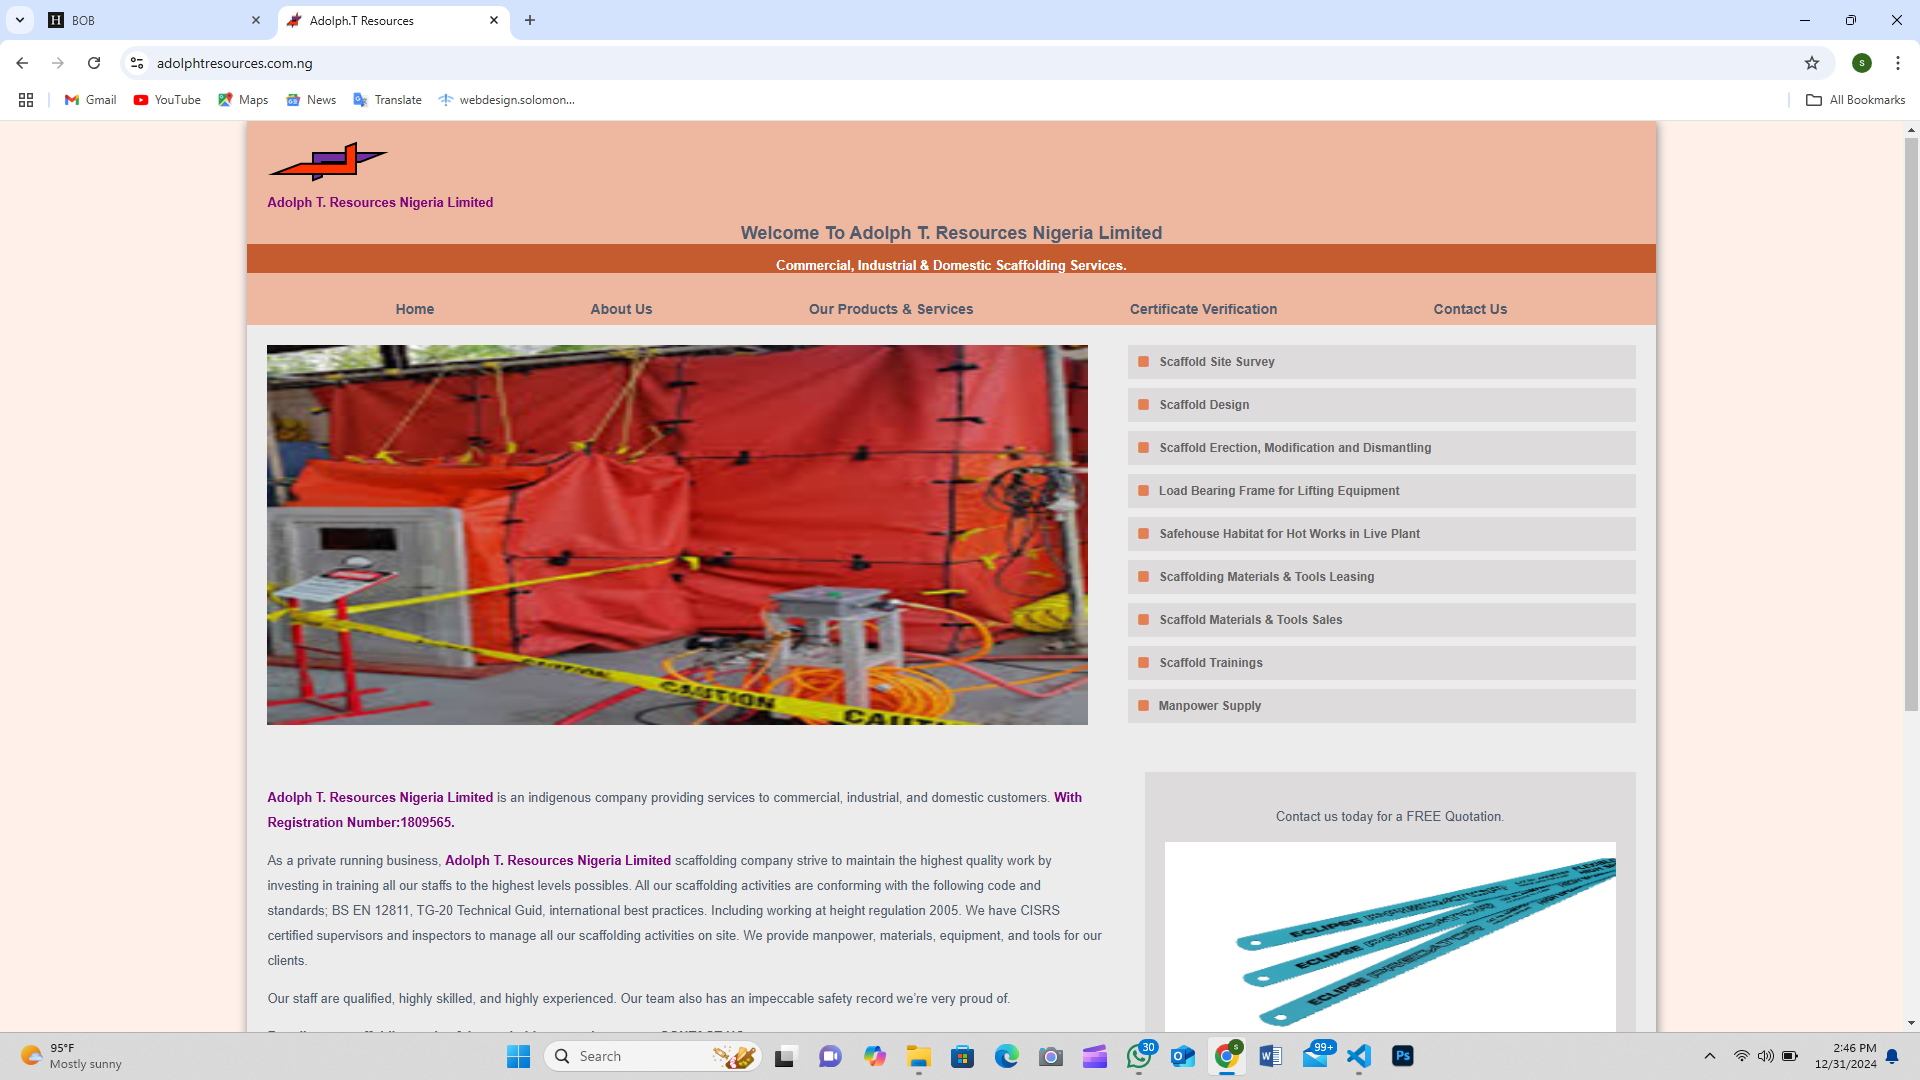 BOB
Adolph.T Resources
adolphtresources.com.ng
S
Gmail
YouTube
Maps
News
Translate
webdesign.solomon...
All Bookmarks
Adolph T. Resources Nigeria Limited
Welcome To Adolph T. Resources Nigeria Limited
Commercial, Industrial & Domestic Scaffolding Services.
Home
About Us
Our Products & Services
Certificate Verification
Contact Us
CAUTION
Scaffold Site Survey
Scaffold Design
Scaffold Erection, Modification and Dismantling
Load Bearing Frame for Lifting Equipment
Safehouse Habitat for Hot Works in Live Plant
Scaffolding Materials & Tools Leasing
Scaffold Materials & Tools Sales
Scaffold Trainings
Manpower Supply
Adolph T. Resources Nigeria Limited is an indigenous company providing services to commercial, industrial, and domestic customers. With
Registration Number:1809565.
As a private running business, Adolph T. Resources Nigeria Limited scaffolding company strive to maintain the highest quality work by
investing in training all our staffs to the highest levels possibles. All our scaffolding activities are conforming with the following code and
standards; BS EN 12811, TG-20 Technical Guid, international best practices. Including working at height regulation 2005. We have CISRS
certified supervisors and inspectors to manage all our scaffolding activities on site. We provide manpower, materials, equipment, and tools for our
clients.
Our staff are qualified, highly skilled, and highly experienced. Our team also has an impeccable safety record we’re very proud of.
Contact us today for a FREE Quotation.
ECLIPSE
ECLIPSE
ECLIPSE
95°F
Mostly sunny
Search
30
S
99+
Ps
2:46 PM
12/31/2024